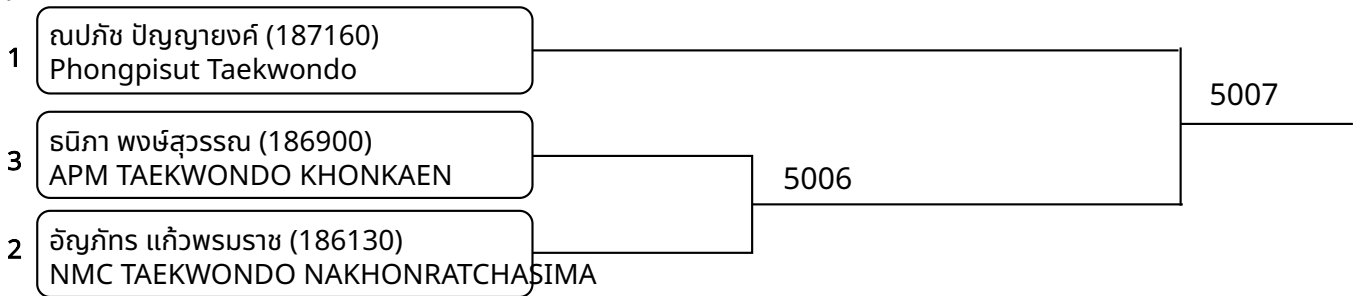 1
ณปภัช ปัญญายงค์ (187160)
Phongpisut Taekwondo
5007
3
ธนิภา พงษ์สุวรรณ (186900)
APM TAEKWONDO KHONKAEN
5006
2
อัญภัทร แก้วพรมราช (186130)
NMC TAEKWONDO NAKHONRATCHASIMA